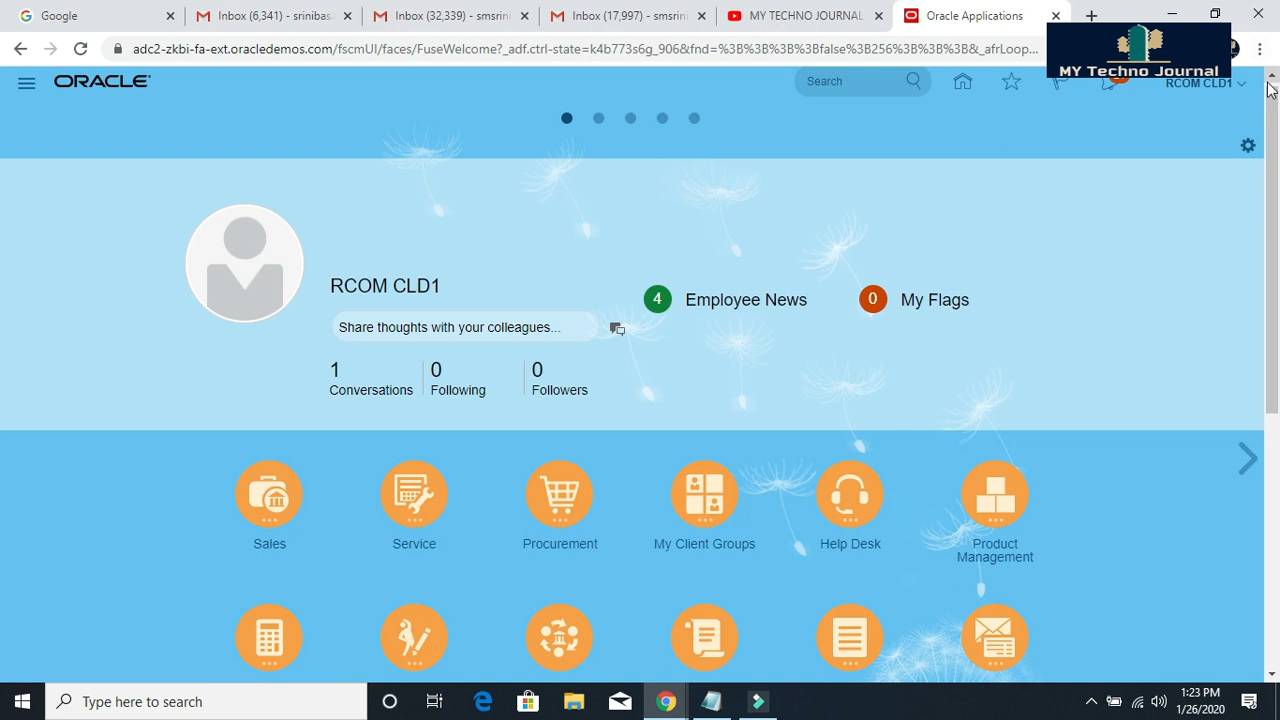 Google
Inbox (6,341) - srinibas.
Inbox (32,339) - smsrin
Inbox (17,997) - smsrini
MY TECHNO JOURNAL
Oracle Applications
adc2-zkbi-fa-ext.oracledemos.com/fscmUI/faces/FuseWelcome?_adf.ctrl-state=k4b773s6g_906&fnd=%3B%3B%3B%3Bfalse%3B256%3B%3B%3B&_afrLoop...
MY Techno Journal
ORACLE
Search
RCOM CLD1
RCOM CLD1
4 Employee News
0 My Flags
Share thoughts with your colleagues...
1 0 0
Conversations Following Followers
Sales
Service
Procurement
My Client Groups
Help Desk
Product
Management
Type here to search
1:23 PM
1/26/2020